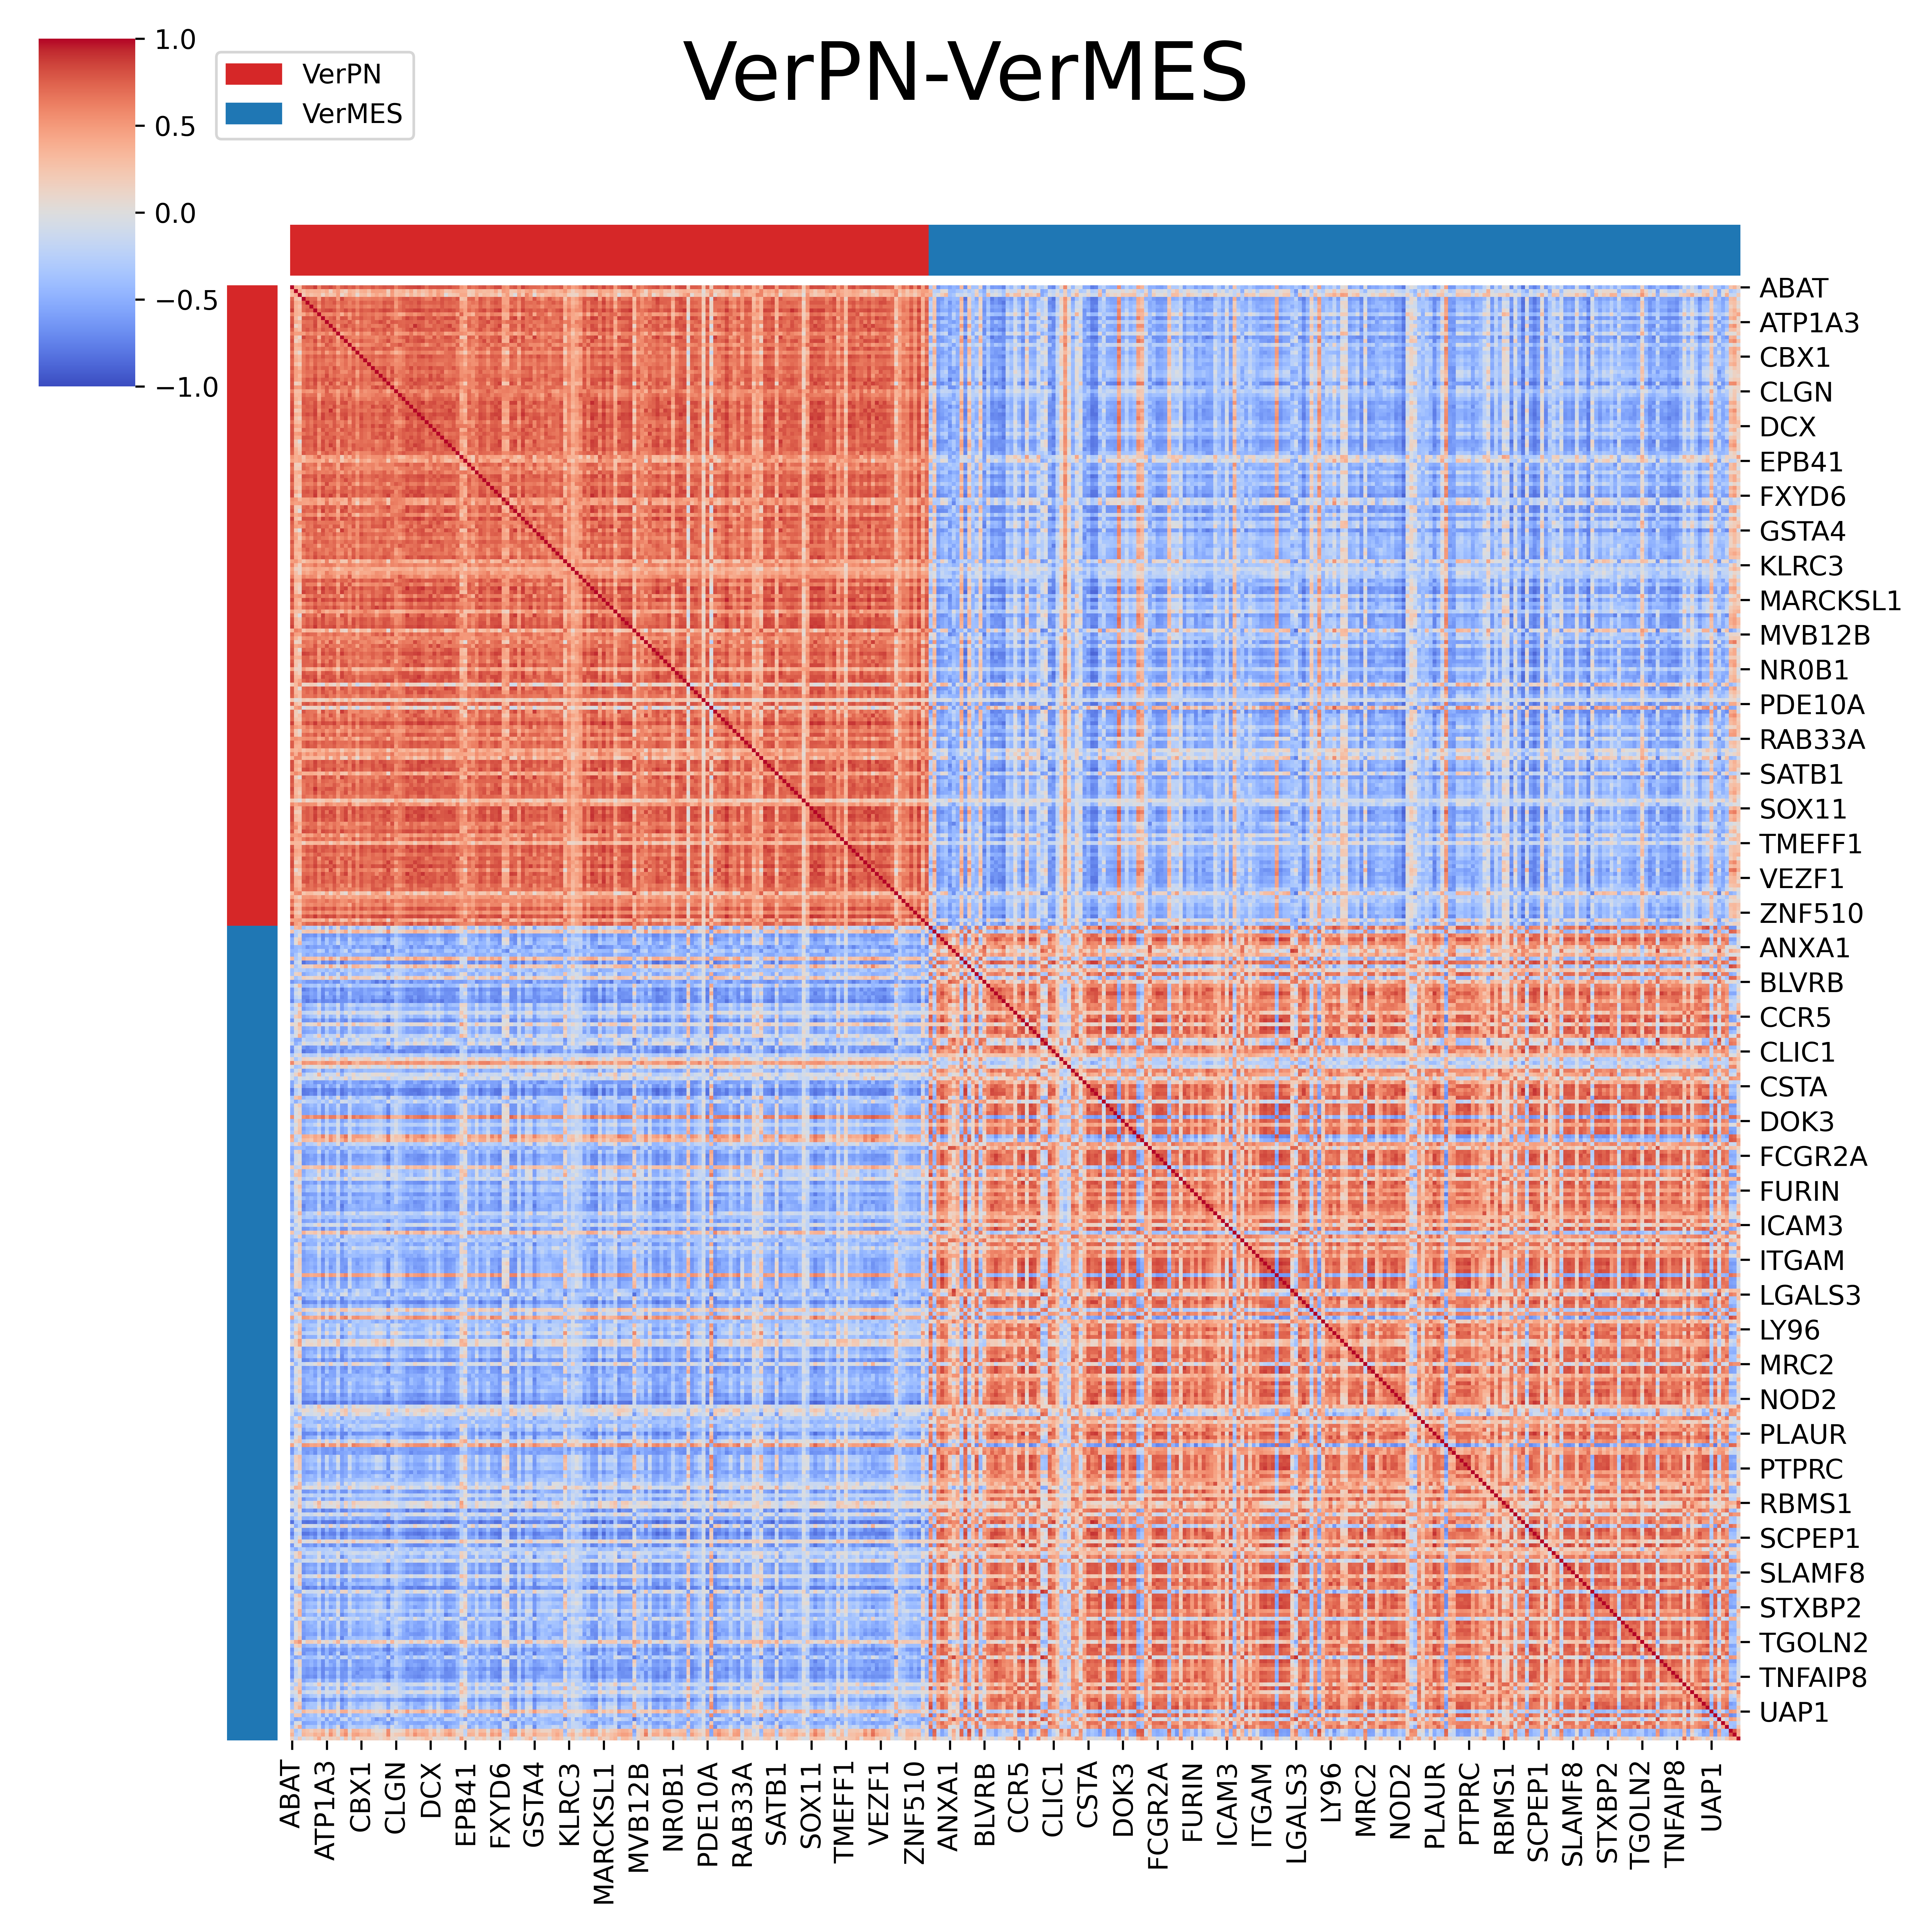 VerPN-VerMES
1.0
0.5
0.0
−0.5
−1.0
VerPN
VerMES
ABAT
ATP1A3
CBX1
CLGN
DCX
EPB41
FXYD6
GSTA4
KLRC3
MARCKSL1
MVB12B
NR0B1
PDE10A
RAB33A
SATB1
SOX11
TMEFF1
VEZF1
ZNF510
ANXA1
BLVRB
CCR5
CLIC1
CSTA
DOK3
FCGR2A
FURIN
ICAM3
ITGAM
LGALS3
LY96
MRC2
NOD2
PLAUR
PTPRC
RBMS1
SCPEP1
SLAMF8
STXBP2
TGOLN2
TNFAIP8
UAP1
ABAT
ATP1A3
CBX1
CLGN
DCX
EPB41
FXYD6
GSTA4
KLRC3
MARCKSL1
MVB12B
NR0B1
PDE10A
RAB33A
SATB1
SOX11
TMEFF1
VEZF1
ZNF510
ANXA1
BLVRB
CCR5
CLIC1
CSTA
DOK3
FCGR2A
FURIN
ICAM3
ITGAM
LGALS3
LY96
MRC2
NOD2
PLAUR
PTPRC
RBMS1
SCPEP1
SLAMF8
STXBP2
TGOLN2
TNFAIP8
UAP1